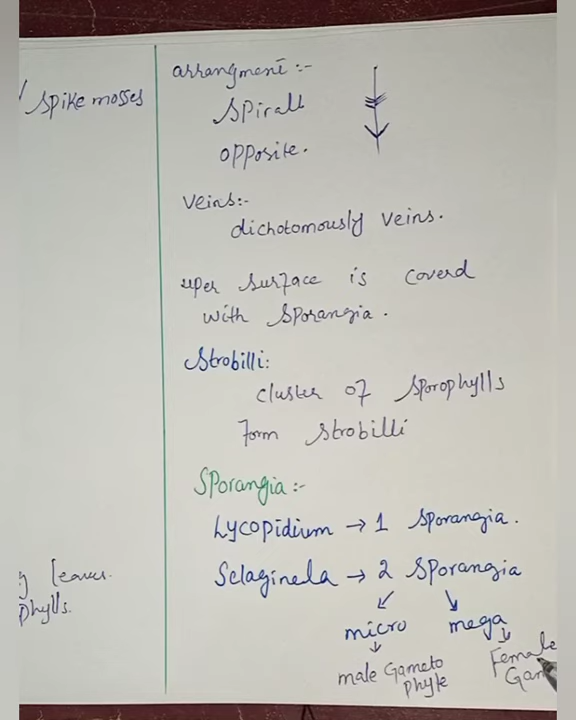 spike mosses
leaves.
phylls.
arrangment :-
spirall
opposite.
veins:-
dichotomously veins.
uper surface is coverd
with sporangia.
Strobilli:
cluster of sporophylls
form strobilli
Sporangia :-
Lycopidium → 1 sporangia.
Selaginela → 2 sporangia
micro mega
male Gameto
phyte
Female
Gam